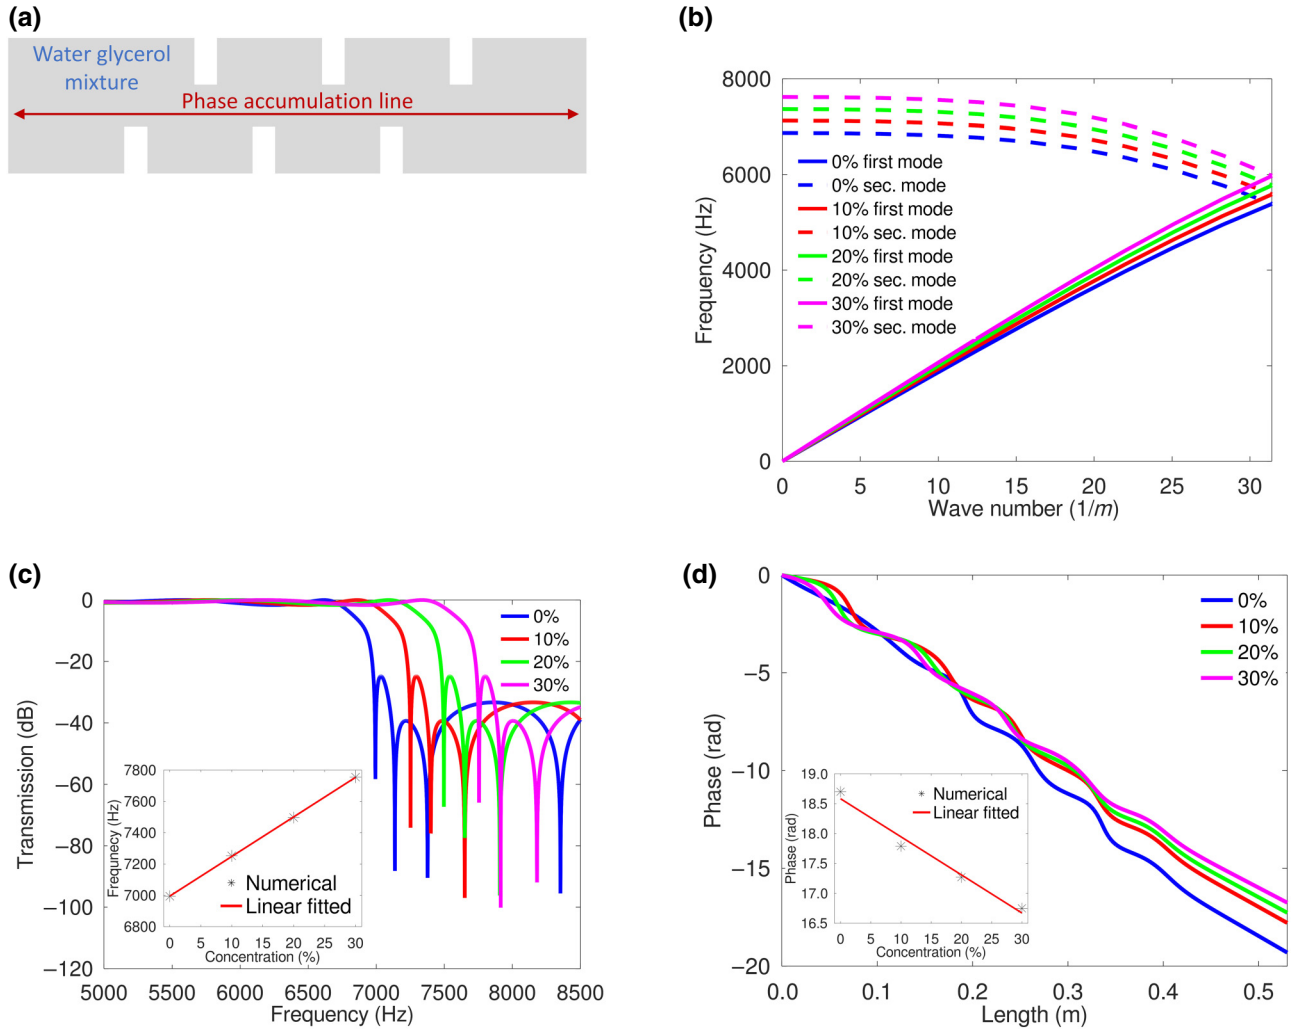 (a)
Water glycerol
mixture
Phase accumulation line
(b)
8000
6000
4000
2000
0
Frequency (Hz)
0% first mode
0% sec. mode
10% first mode
10% sec. mode
20% first mode
20% sec. mode
30% first mode
30% sec. mode
0 5 10 15 20 25 30
Wave number (1/m)
(c)
0
−20
−40
−60
−80
−100
−120
Transmission (dB)
0%
10%
20%
30%
7800
7600
7400
7200
7000
6800
Frequnecy (Hz)
Numerical
Linear fitted
0 5 10 15 20 25 30
Concentration (%)
5000 5500 6000 6500 7000 7500 8000 8500
Frequency (Hz)
(d)
0
−5
−10
−15
−20
Phase (rad)
0%
10%
20%
30%
19.0
18.5
18.0
17.5
17.0
16.5
Phase (rad)
Numerical
Linear fitted
0 5 10 15 20 25 30
Concentration (%)
0.0 0.1 0.2 0.3 0.4 0.5
Length (m)